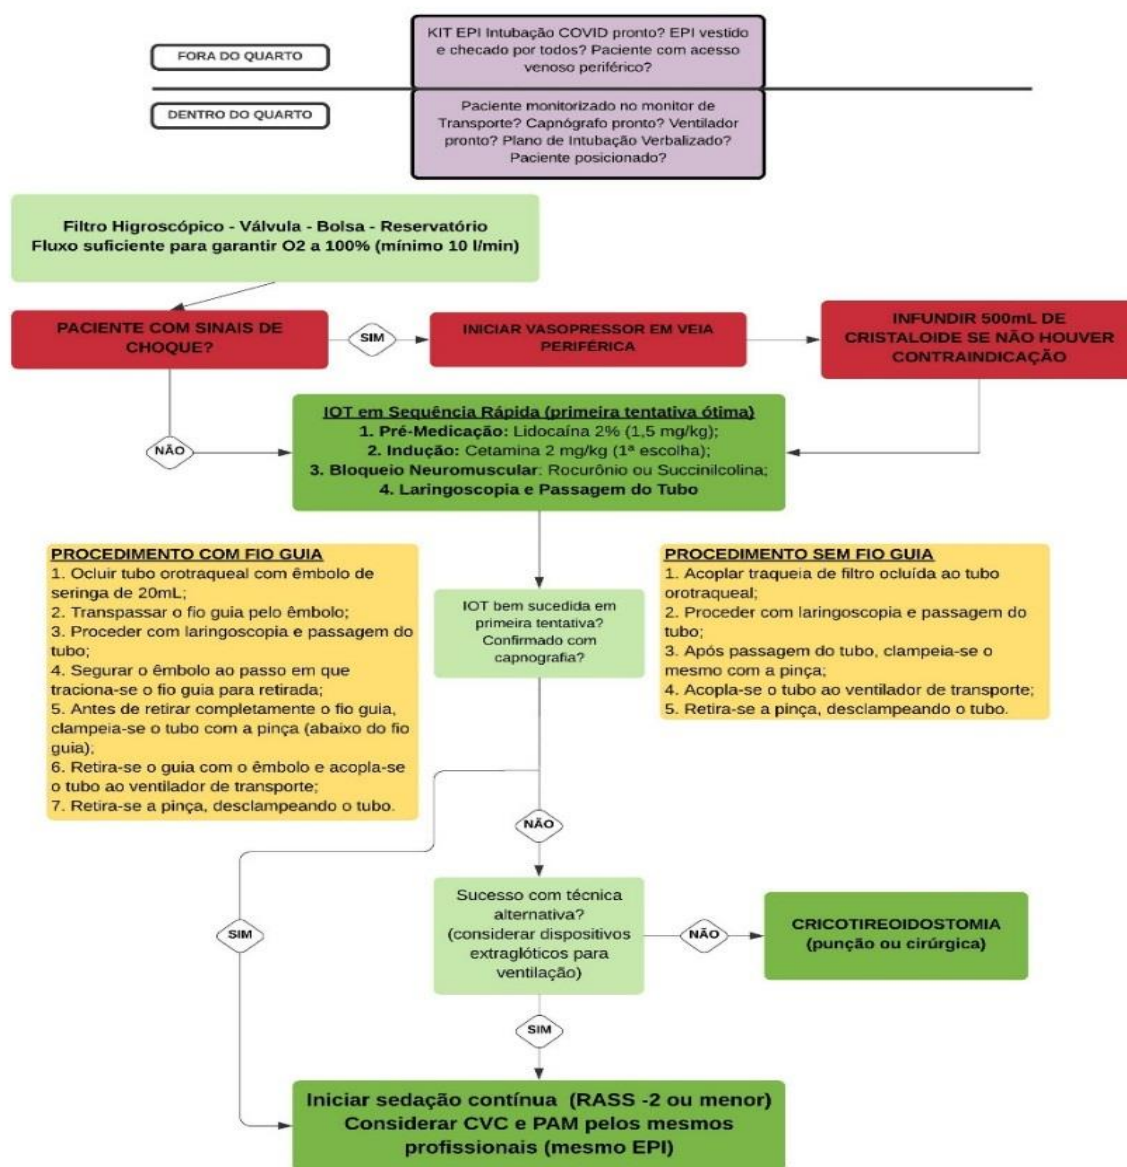 FORA DO QUARTO
KIT EPI Intubação COVID pronto? EPI vestido
e checado por todos? Paciente com acesso
venoso periférico?
DENTRO DO QUARTO
Paciente monitorizado no monitor de
Transporte? Capnógrafo pronto? Ventilador
pronto? Plano de Intubação Verbalizado?
Paciente posicionado?
Filtro Higroscópico - Válvula - Bolsa - Reservatório
Fluxo suficiente para garantir O2 a 100% (mínimo 10 l/min)
PACIENTE COM SINAIS DE
CHOQUE?
SIM
INICIAR VASOPRESSOR EM VEIA
PERIFÉRICA
INFUNDIR 500mL DE
CRISTALOIDE SE NÃO HOUVER
CONTRAINDICAÇÃO
NÃO
IOT em Sequência Rápida (primeira tentativa ótima)
1. Pré-Medicação: Lidocaína 2% (1,5 mg/kg);
2. Indução: Cetamina 2 mg/kg (1ª escolha);
3. Bloqueio Neuromuscular: Rocurônio ou Succinilcolina;
4. Laringoscopia e Passagem do Tubo
PROCEDIMENTO COM FIO GUIA
1. Ocluir tubo orotraqueal com êmbolo de
seringa de 20mL;
2. Transpassar o fio guia pelo êmbolo;
3. Proceder com laringoscopia e passagem do
tubo;
4. Segurar o êmbolo ao passo em que
traciona-se o fio guia para retirada;
5. Antes de retirar completamente o fio guia,
clampeia-se o tubo com a pinça (abaixo do fio
guia);
6. Retira-se o guia com o êmbolo e acopla-se
o tubo ao ventilador de transporte;
7. Retira-se a pinça, desclampeando o tubo.
IOT bem sucedida em
primeira tentativa?
Confirmado com
capnografia?
PROCEDIMENTO SEM FIO GUIA
1. Acoplar traqueia de filtro ocluída ao tubo
orotraqueal;
2. Proceder com laringoscopia e passagem do
tubo;
3. Após passagem do tubo, clampeia-se o
mesmo com a pinça;
4. Acopla-se o tubo ao ventilador de transporte;
5. Retira-se a pinça, desclampeando o tubo.
NÃO
SIM
Sucesso com técnica
alternativa?
(considerar dispositivos
extraglóticos para
ventilação)
NÃO
CRICOTIREOIDOSTOMIA
(punção ou cirúrgica)
SIM
Iniciar sedação contínua (RASS -2 ou menor)
Considerar CVC e PAM pelos mesmos
profissionais (mesmo EPI)